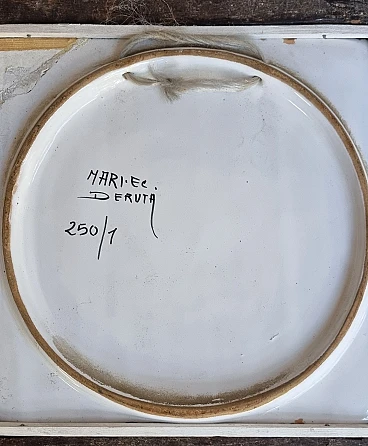 MARI.EC.
DERUTA
250/1